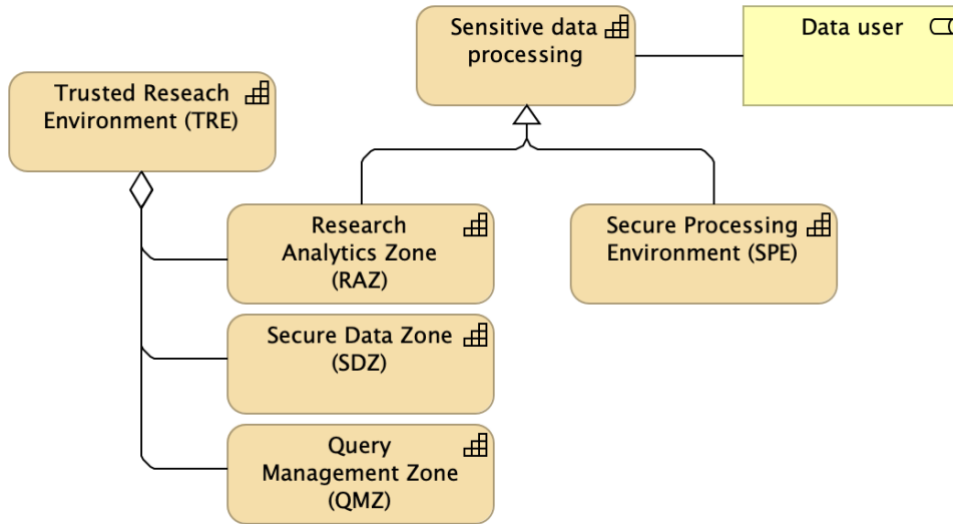 Sensitive data
processing
Data user
Trusted Reseach
Environment (TRE)
Research
Analytics Zone
(RAZ)
Secure Processing
Environment (SPE)
Secure Data Zone
(SDZ)
Query
Management Zone
(QMZ)